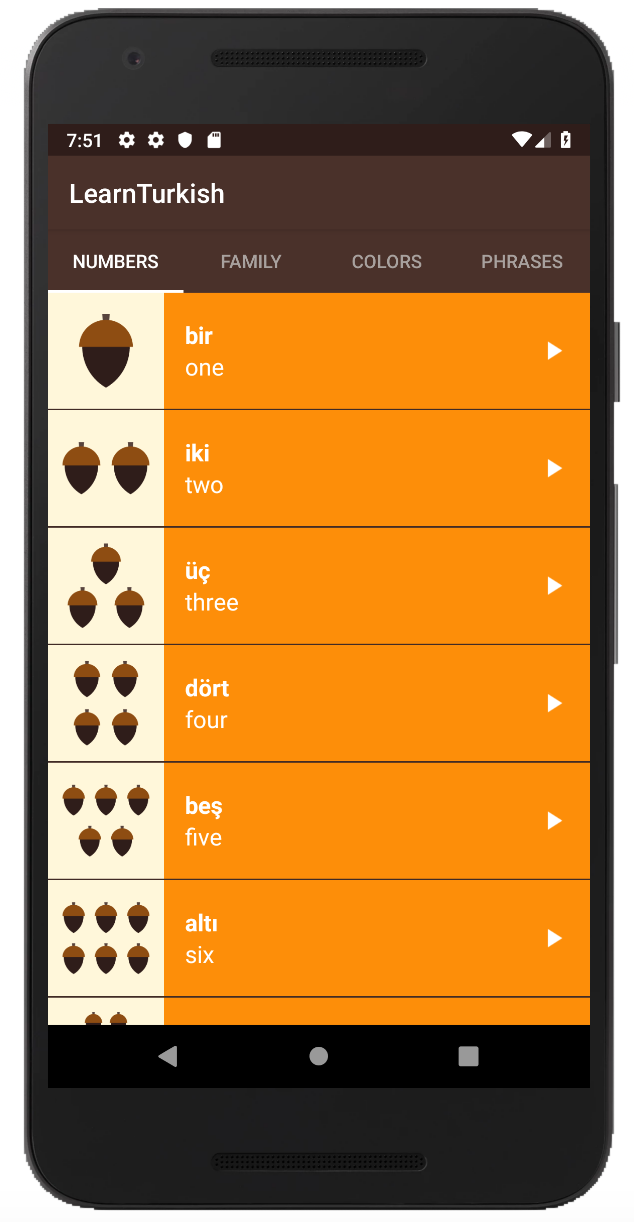 7:51
LearnTurkish
NUMBERS FAMILY COLORS PHRASES
bir
one
iki
two
üç
three
dört
four
beş
five
altı
six